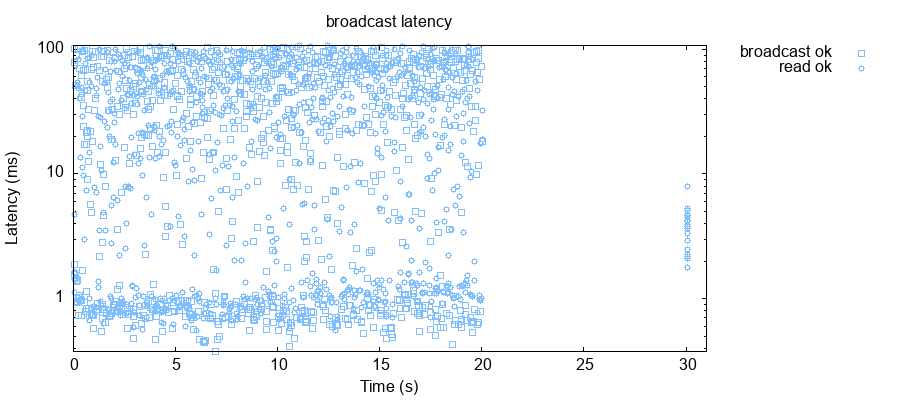 broadcast latency
broadcast ok
read ok
Latency (ms)
100
10
1
0 5 10 15 20 25 30
Time (s)